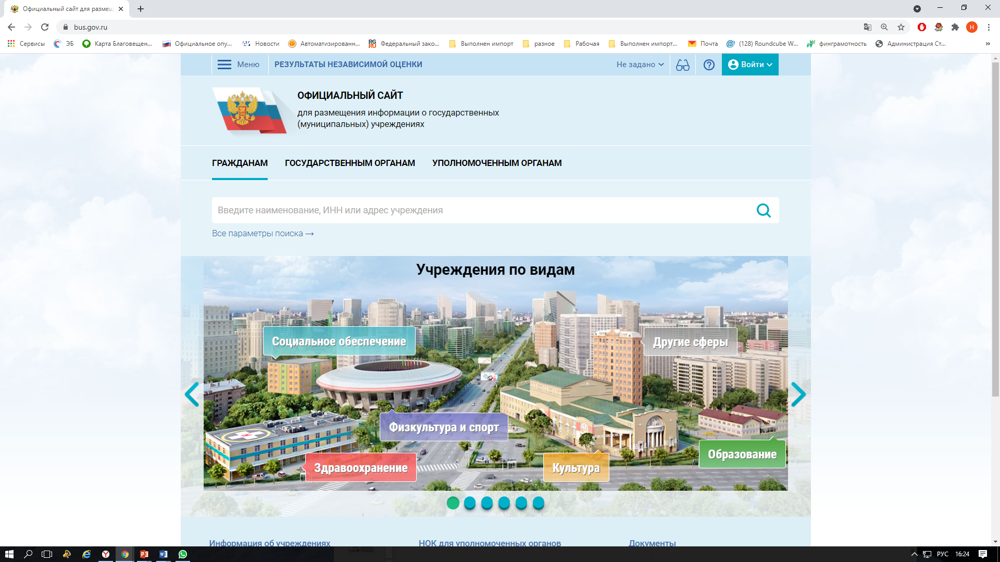 Официальный сайт для размещ
bus.gov.ru
Н
Сервисы
ЭБ
Карта Благовещен...
Официальное опу...
Новости
Автоматизированн...
Федеральный зако...
Выполнен импорт
разное
Рабочая
Выполнен импорт...
Почта
(128) Roundcube W...
финграмотность
Администрация Ст...
Меню
РЕЗУЛЬТАТЫ НЕЗАВИСИМОЙ ОЦЕНКИ
Не задано
Войти
ОФИЦИАЛЬНЫЙ САЙТ
для размещения информации о государственных
(муниципальных) учреждениях
ГРАЖДАНАМ
ГОСУДАРСТВЕННЫМ ОРГАНАМ
УПОЛНОМОЧЕННЫМ ОРГАНАМ
Введите наименование, ИНН или адрес учреждения
Все параметры поиска →
Учреждения по видам
Социальное обеспечение
Другие сферы
Физкультура и спорт
Образование
Здравоохранение
Культура
Информация об учреждениях
НОК для уполномоченных органов
Документы
РУС
16:24